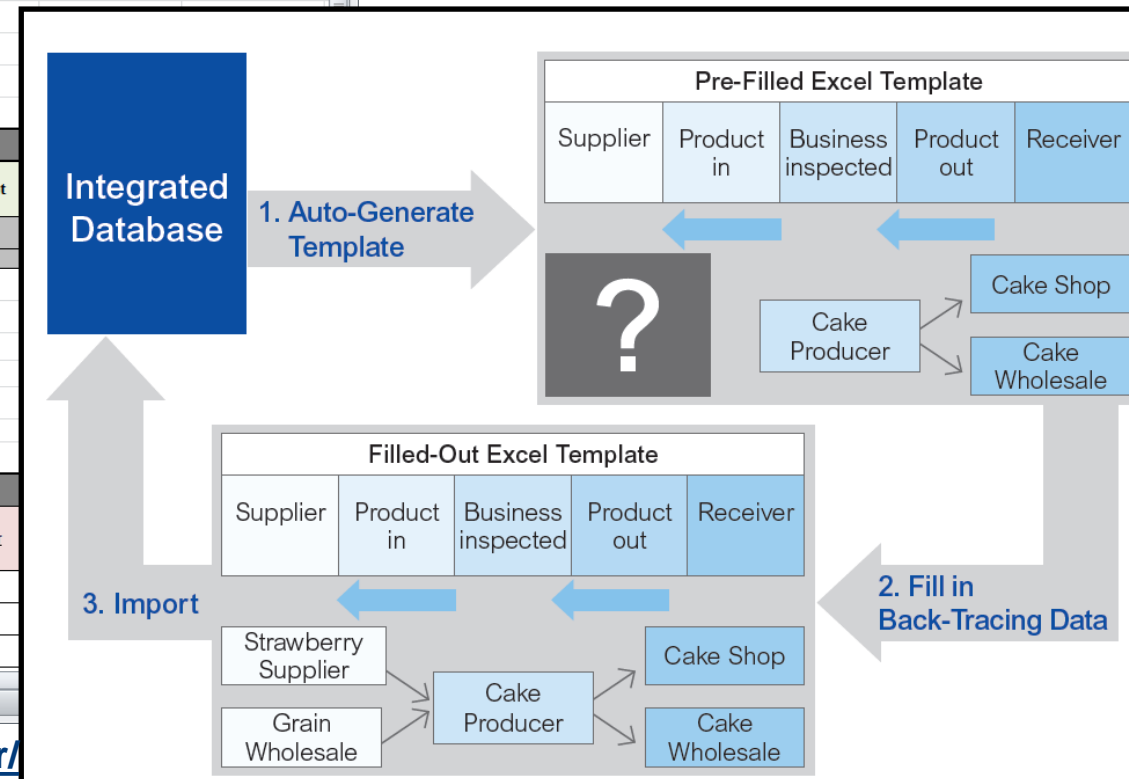 Integrated
Database
1. Auto-Generate
Template
Pre-Filled Excel Template
Supplier
Product
in
Business
inspected
Product
out
Receiver
?
Cake
Producer
Cake Shop
Cake
Wholesale
2. Fill in
Back-Tracing Data
Filled-Out Excel Template
Supplier
Product
in
Business
inspected
Product
out
Receiver
3. Import
Strawberry
Supplier
Grain
Wholesale
Cake
Producer
Cake Shop
Cake
Wholesale